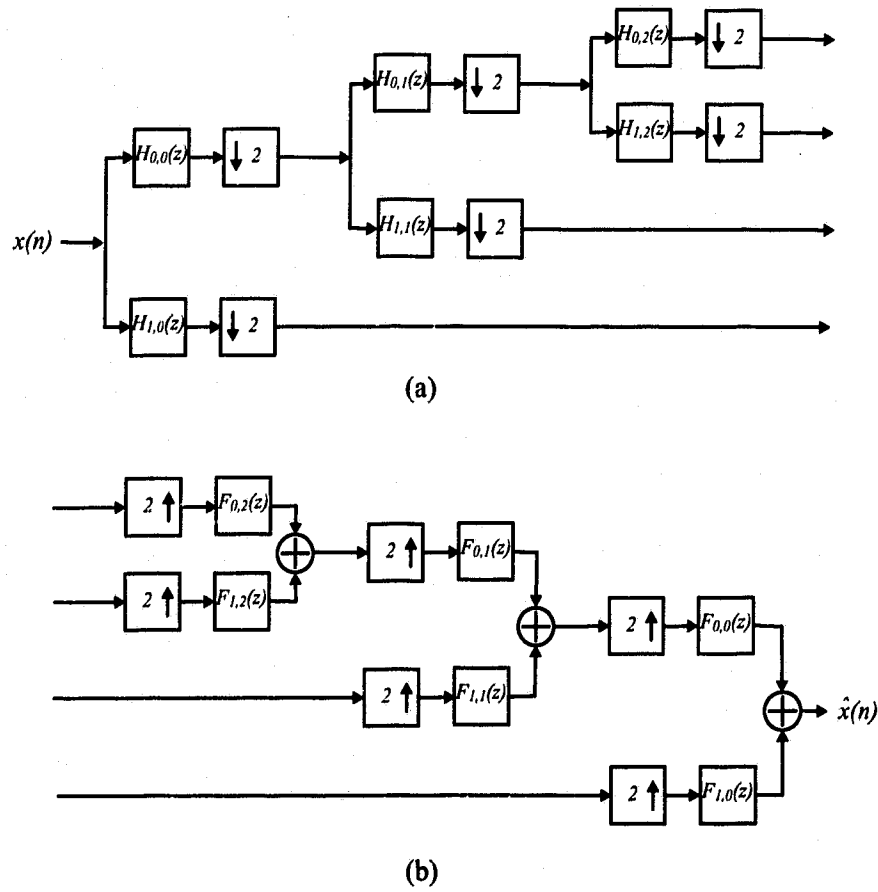 H0,2(z) ↓ 2
H0,1(z) ↓ 2
H1,2(z) ↓ 2
H0,0(z) ↓ 2
H1,1(z) ↓ 2
x(n)
H1,0(z) ↓ 2
(a)
2 ↑ F0,2(z)
2 ↑ F0,1(z)
2 ↑ F1,2(z)
2 ↑ F0,0(z)
2 ↑ F1,1(z)
x̂(n)
2 ↑ F1,0(z)
(b)